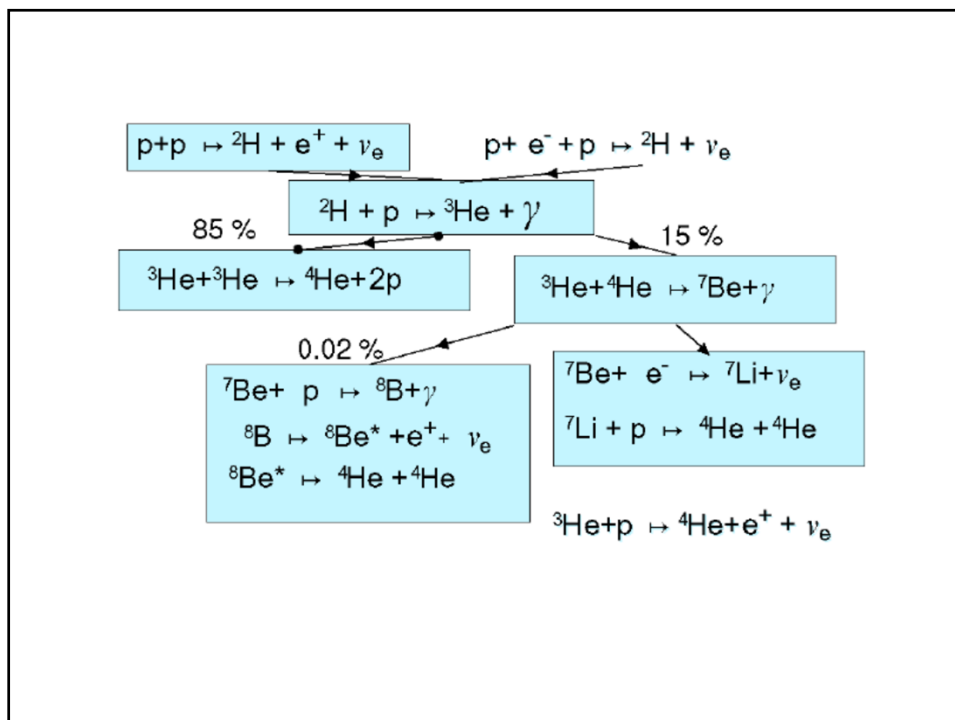 p+p ↦ ²H + e⁺ + νₑ
p+ e⁻ +p ↦ ²H + νₑ
²H + p ↦ ³He + γ
85 %
15 %
³He+³He ↦ ⁴He+2p
³He+⁴He ↦ ⁷Be+γ
0.02 %
⁷Be+ p ↦ ⁸B+γ
⁸B ↦ ⁸Be* +e⁺+ νₑ
⁸Be* ↦ ⁴He +⁴He
⁷Be+ e⁻ ↦ ⁷Li+νₑ
⁷Li + p ↦ ⁴He +⁴He
³He+p ↦ ⁴He+e⁺ + νₑ